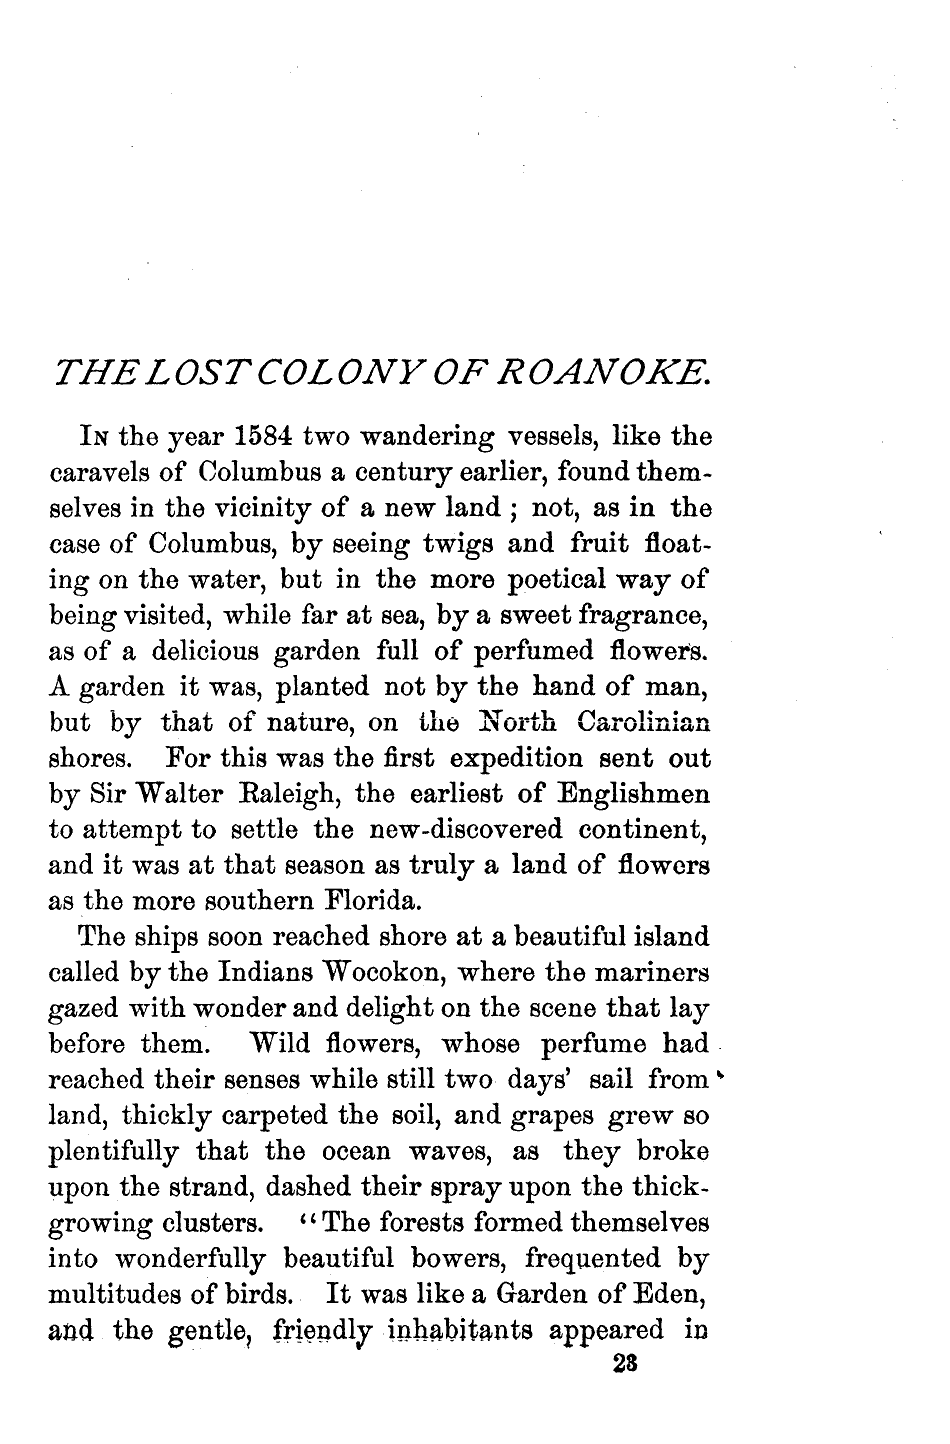 THE LOST COLONY OF ROANOKE.
IN the year 1584 two wandering vessels, like the
caravels of Columbus a century earlier, found them-
selves in the vicinity of a new land ; not, as in the
case of Columbus, by seeing twigs and fruit float-
ing on the water, but in the more poetical way of
being visited, while far at sea, by a sweet fragrance,
as of a delicious garden full of perfumed flowers.
A garden it was, planted not by the hand of man,
but by that of nature, on the North Carolinian
shores. For this was the first expedition sent out
by Sir Walter Raleigh, the earliest of Englishmen
to attempt to settle the new-discovered continent,
and it was at that season as truly a land of flowers
as the more southern Florida.
The ships soon reached shore at a beautiful island
called by the Indians Wocokon, where the mariners
gazed with wonder and delight on the scene that lay
before them. Wild flowers, whose perfume had
reached their senses while still two days' sail from
land, thickly carpeted the soil, and grapes grew so
plentifully that the ocean waves, as they broke
upon the strand, dashed their spray upon the thick-
growing clusters. "The forests formed themselves
into wonderfully beautiful bowers, frequented by
multitudes of birds. It was like a Garden of Eden,
and the gentle, friendly inhabitants appeared in
23